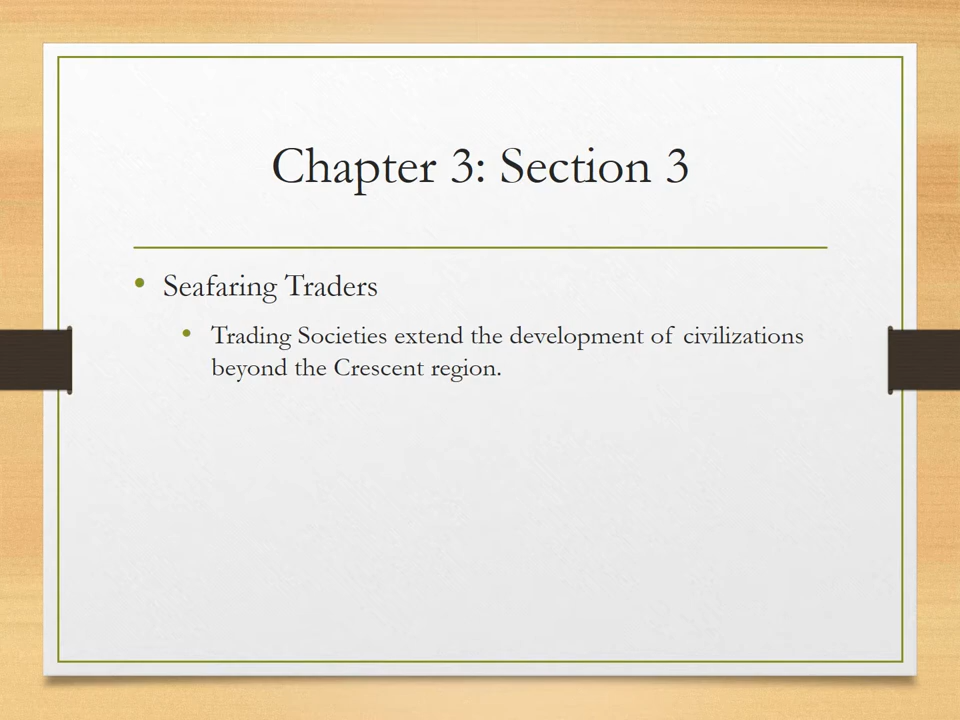 Chapter 3: Section 3
• Seafaring Traders
• Trading Societies extend the development of civilizations
beyond the Crescent region.